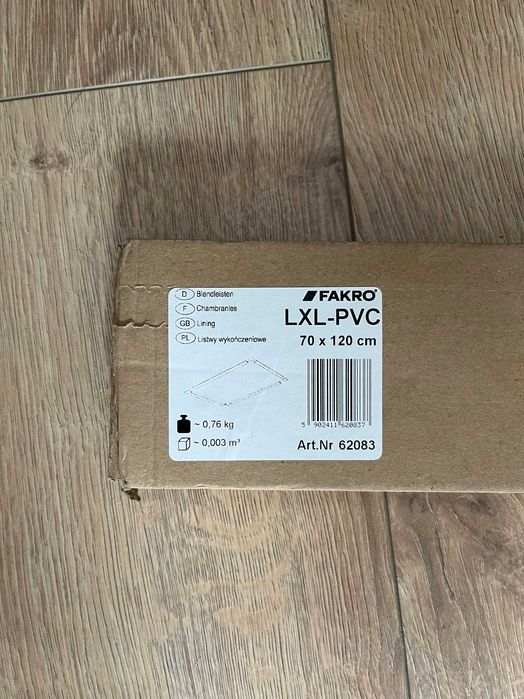 D Blendleisten
F Chambranles
GB Lining
PL Listwy wykończeniowe
FAKRO®
LXL-PVC
70 x 120 cm
5 902411 620837
~ 0,76 kg
~ 0,003 m³
Art.Nr 62083